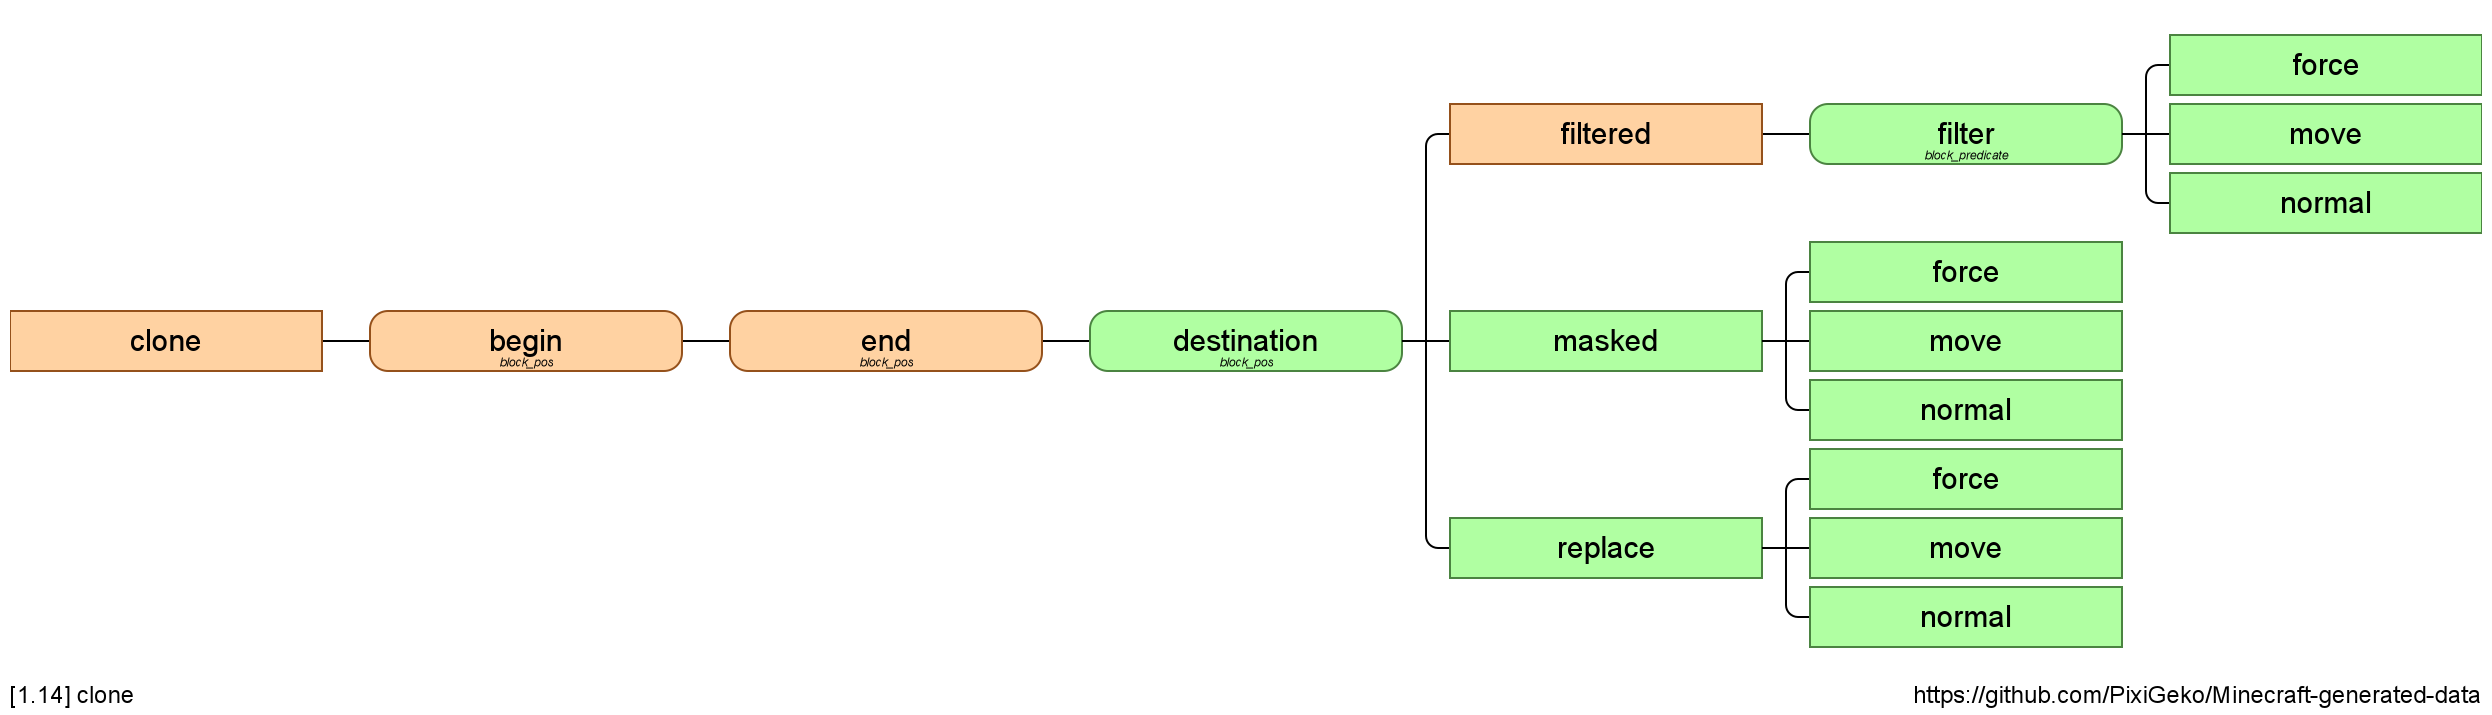 force
filtered
filter
block_predicate
move
normal
clone
begin
block_pos
end
block_pos
destination
block_pos
masked
force
move
normal
replace
force
move
normal
[1.14] clone
https://github.com/PixiGeko/Minecraft-generated-data